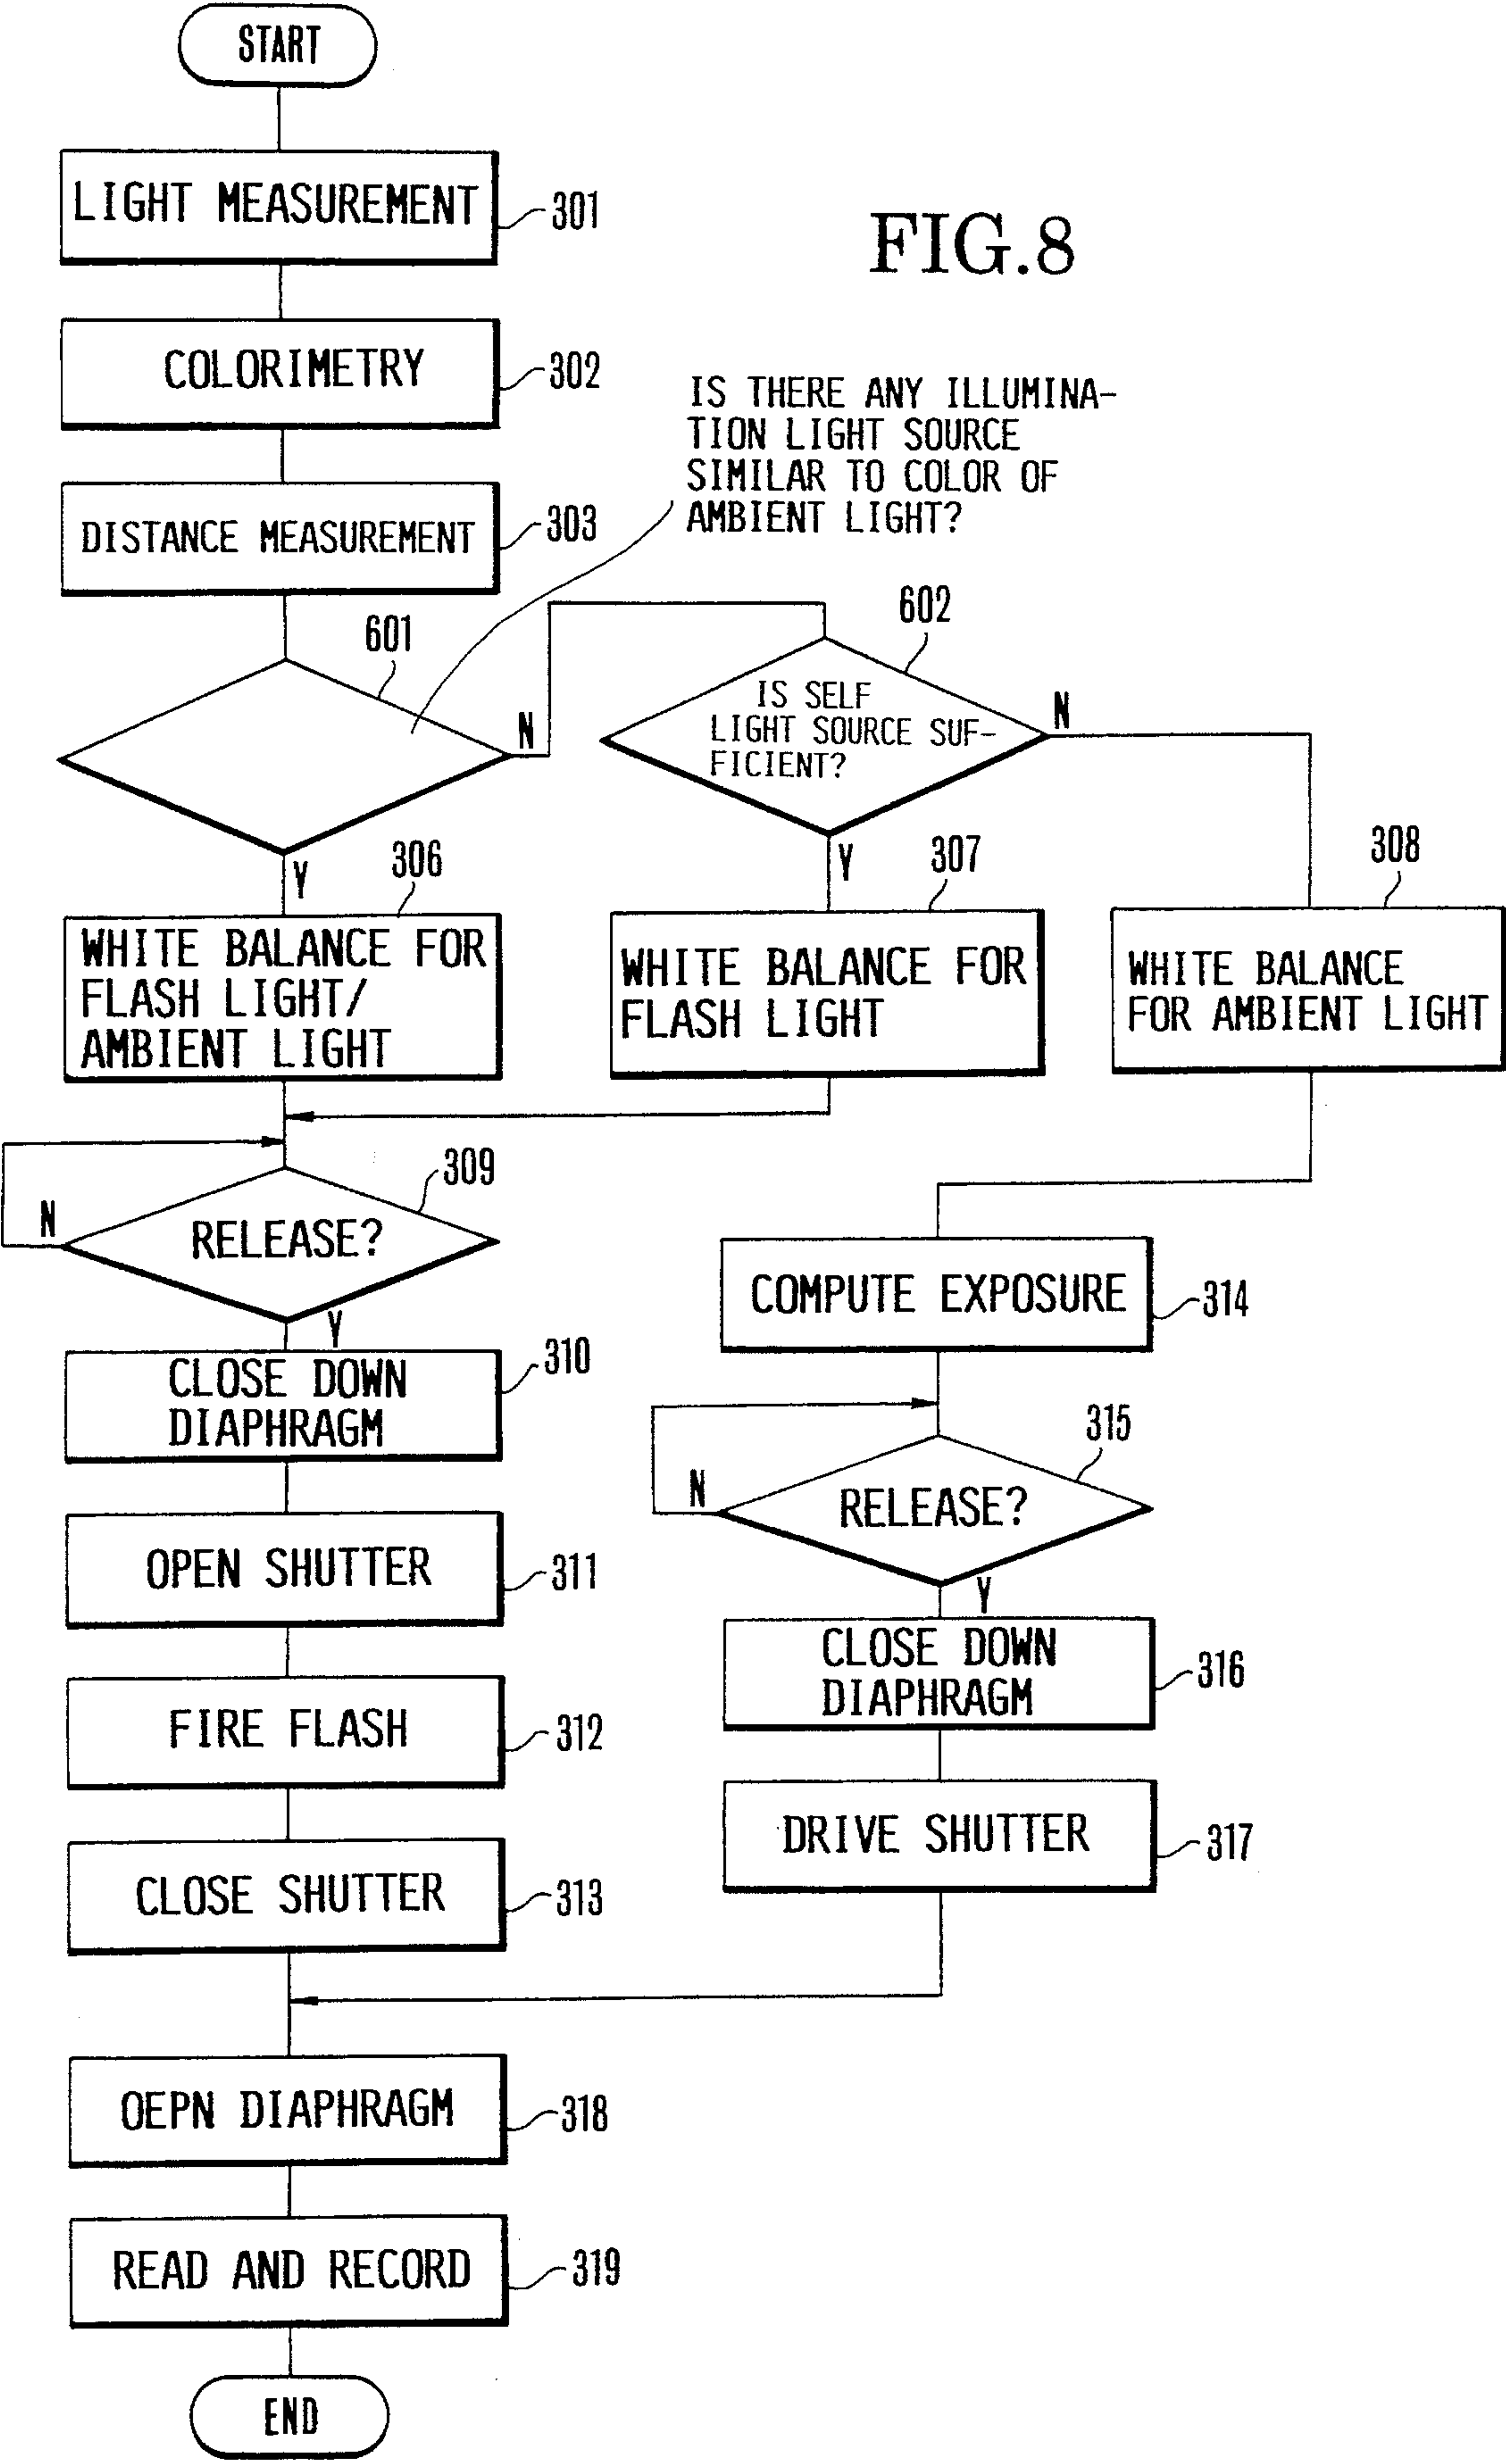 START
LIGHT MEASUREMENT
301
FIG.8
COLORIMETRY
302
IS THERE ANY ILLUMINA-
TION LIGHT SOURCE
SIMILAR TO COLOR OF
AMBIENT LIGHT?
DISTANCE MEASUREMENT
303
601
N
602
IS SELF
LIGHT SOURCE SUF-
FICIENT?
N
Y
306
Y
307
308
WHITE BALANCE FOR
FLASH LIGHT/
AMBIENT LIGHT
WHITE BALANCE FOR
FLASH LIGHT
WHITE BALANCE
FOR AMBIENT LIGHT
309
N
RELEASE?
Y
COMPUTE EXPOSURE
314
CLOSE DOWN
DIAPHRAGM
310
315
N
RELEASE?
Y
OPEN SHUTTER
311
CLOSE DOWN
DIAPHRAGM
316
FIRE FLASH
312
DRIVE SHUTTER
317
CLOSE SHUTTER
313
OEPN DIAPHRAGM
318
READ AND RECORD
319
END